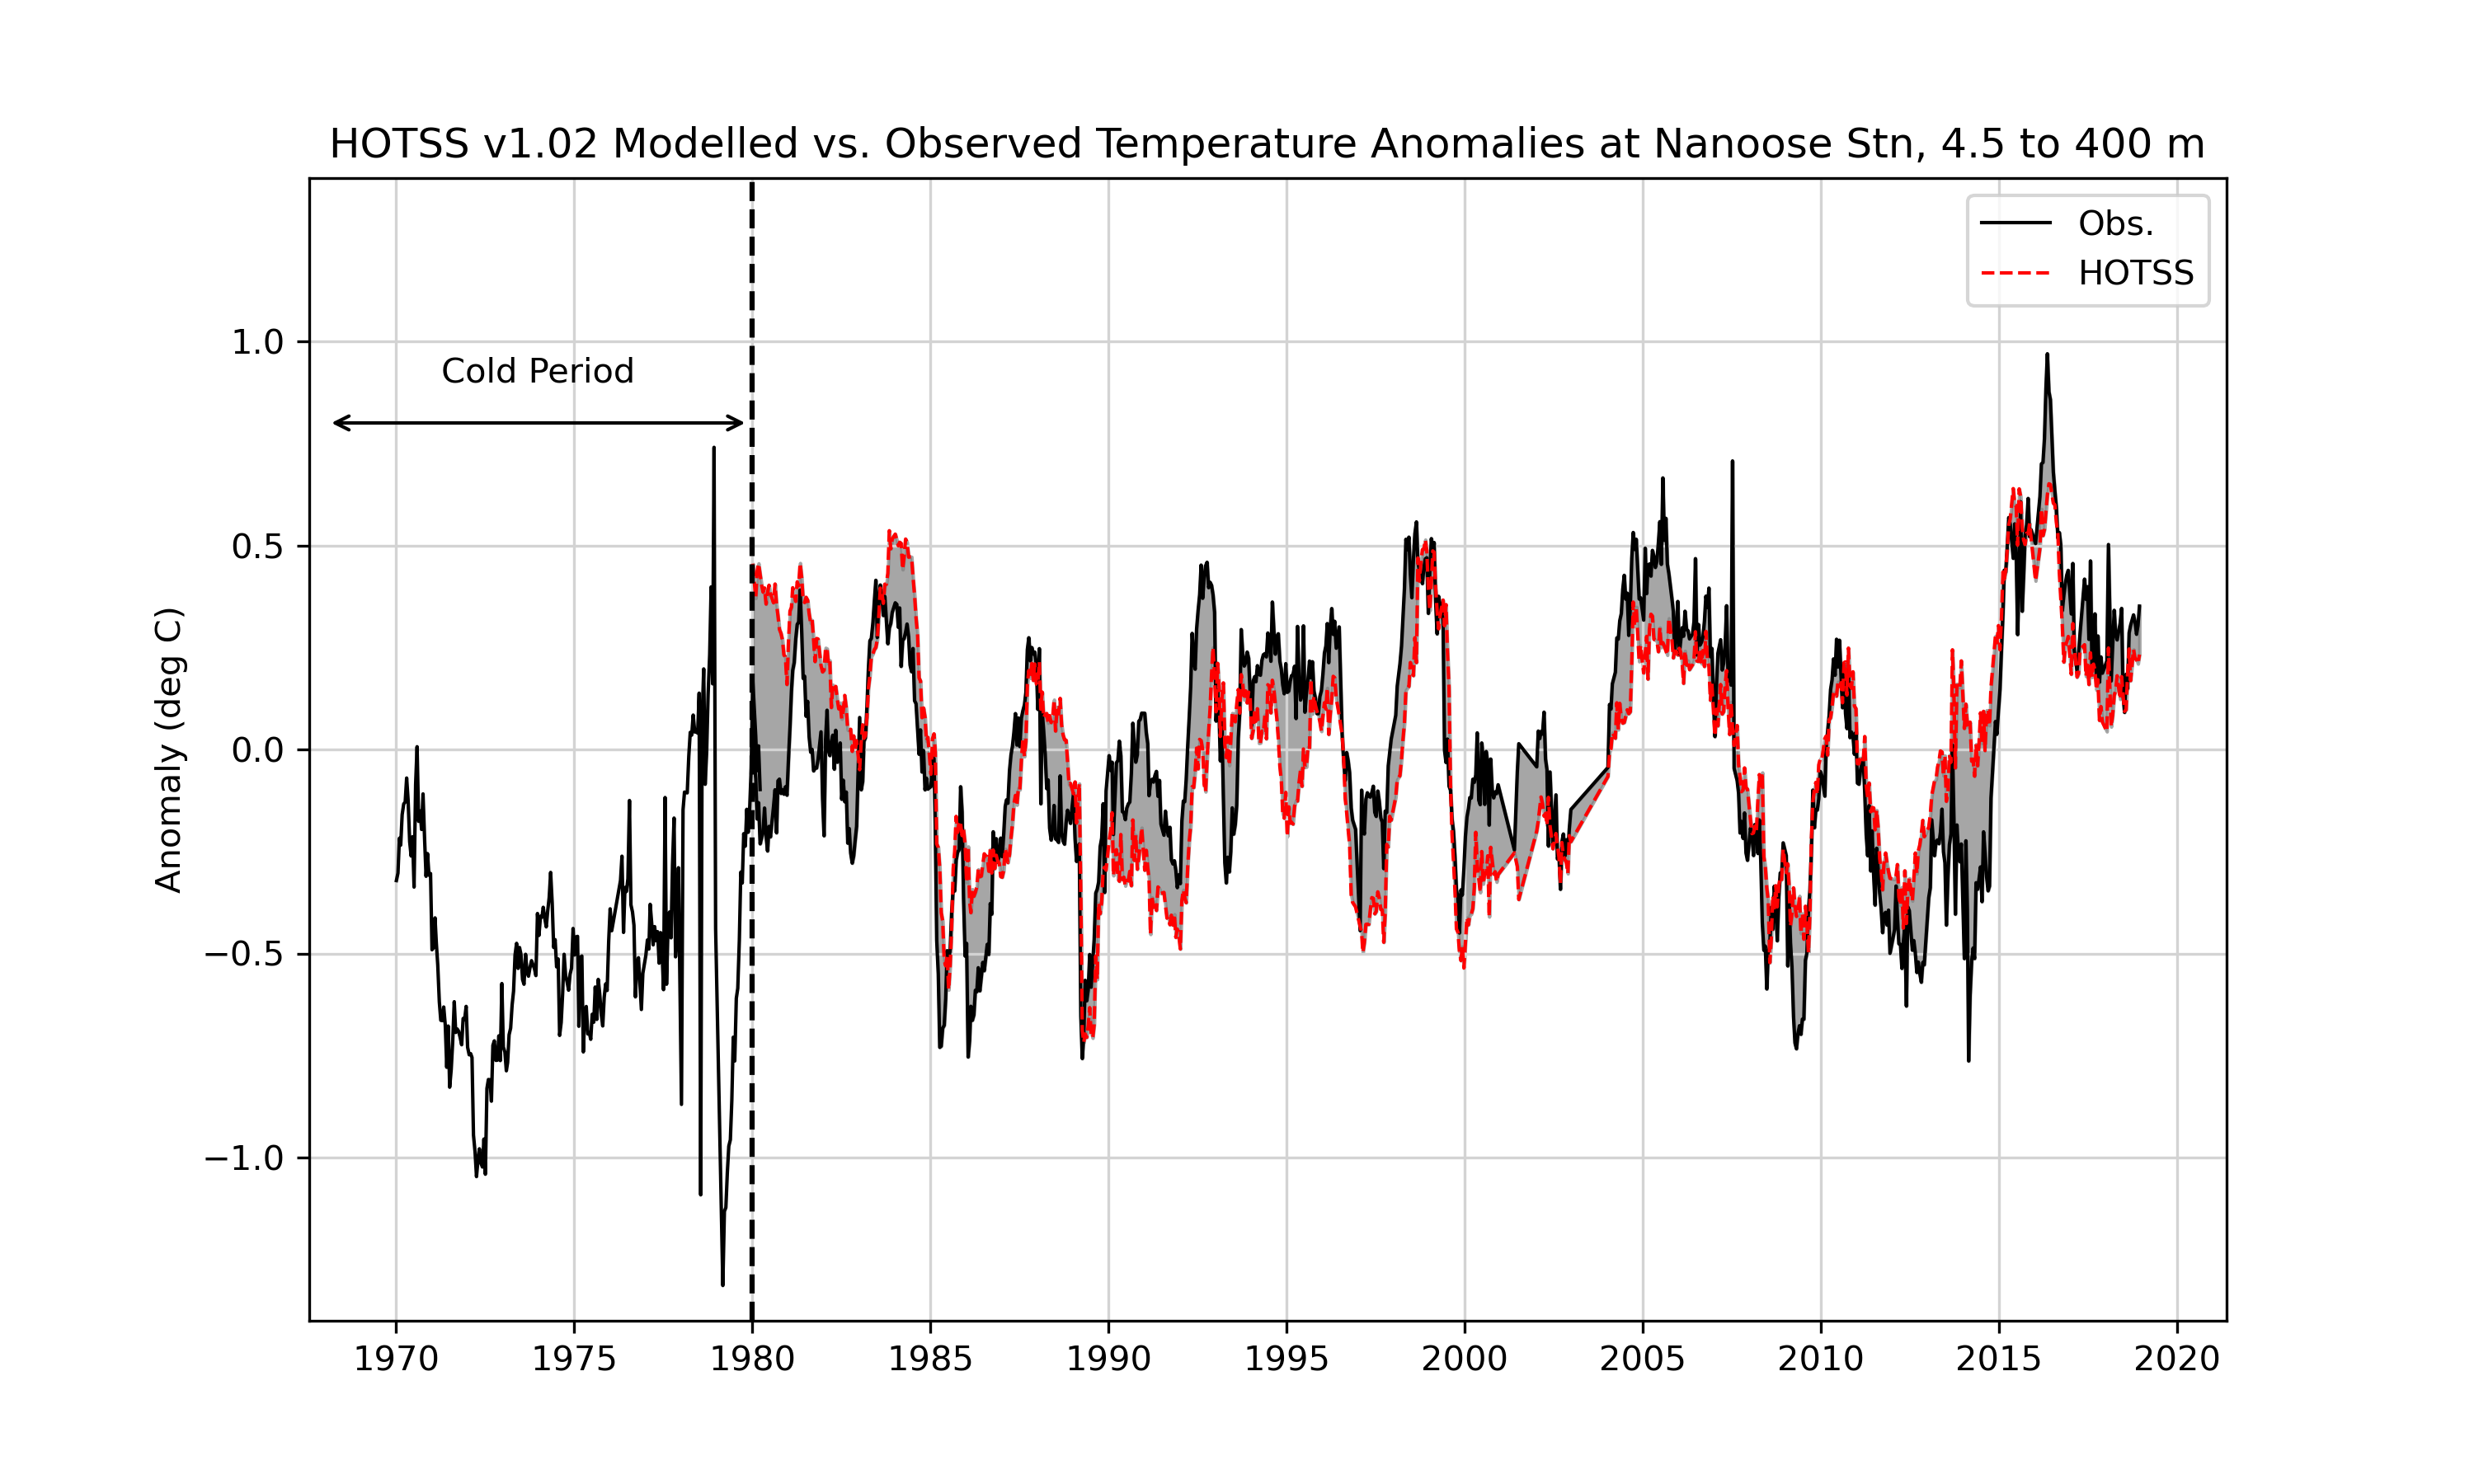 HOTSS v1.02 Modelled vs. Observed Temperature Anomalies at Nanoose Stn, 4.5 to 400 m
Obs.
HOTSS
Cold Period
Anomaly (deg C)
1.0
0.5
0.0
−0.5
−1.0
1970 1975 1980 1985 1990 1995 2000 2005 2010 2015 2020